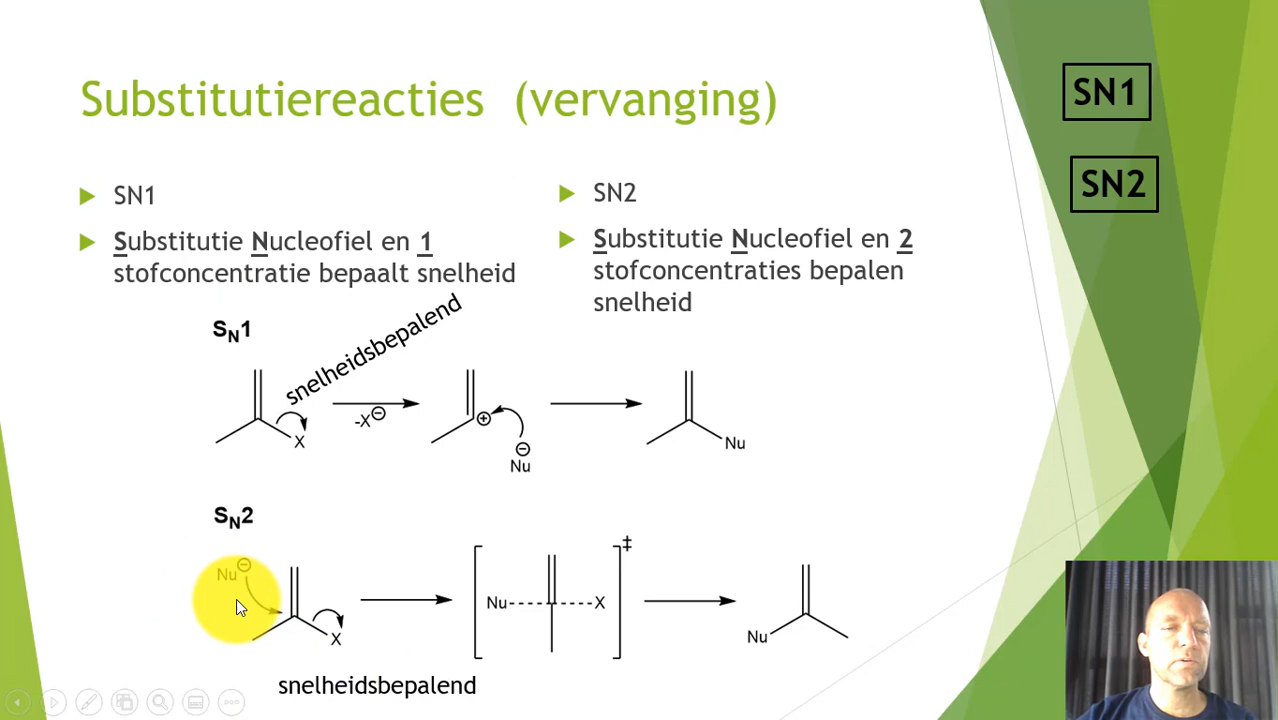 Substitutiereacties (vervanging)
SN1
SN2
SN1
Substitutie Nucleofiel en 1
stofconcentratie bepaalt snelheid
SN2
Substitutie Nucleofiel en 2
stofconcentraties bepalen
snelheid
SN1
snelheidsbepalend
X
-X⊖
⊕
⊖
Nu
Nu
SN2
Nu⊖
X
Nu
X
‡
Nu
snelheidsbepalend